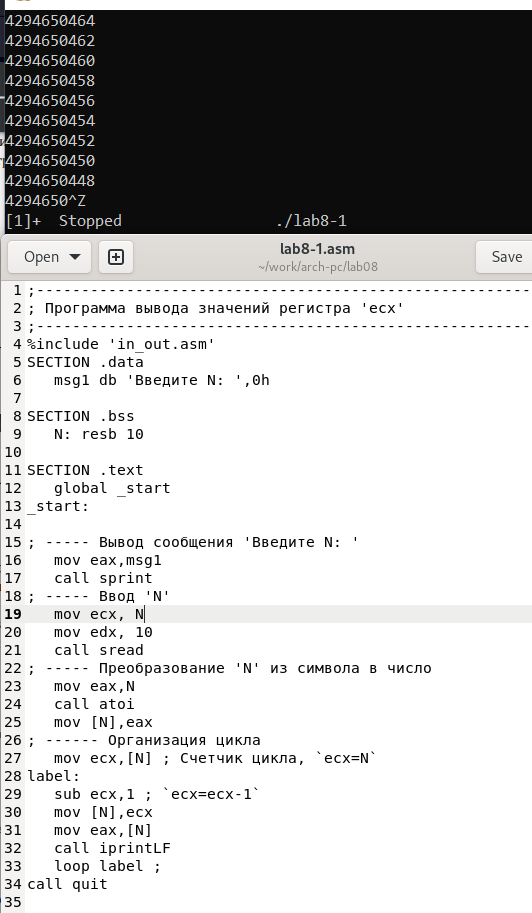 4294650464
4294650462
4294650460
4294650458
4294650456
4294650454
4294650452
4294650450
4294650448
4294650^Z
[1]+  Stopped                 ./lab8-1
Open
lab8-1.asm
Save
~/work/arch-pc/lab08
1 ;-------------------------------------------------------
2 ; Программа вывода значений регистра 'ecx'
3 ;-------------------------------------------------------
4 %include 'in_out.asm'
5 SECTION .data
6    msg1 db 'Введите N: ',0h
7
8 SECTION .bss
9    N: resb 10
10
11 SECTION .text
12    global _start
13 _start:
14
15 ; ----- Вывод сообщения 'Введите N: '
16    mov eax,msg1
17    call sprint
18 ; ----- Ввод 'N'
19    mov ecx, N
20    mov edx, 10
21    call sread
22 ; ----- Преобразование 'N' из символа в число
23    mov eax,N
24    call atoi
25    mov [N],eax
26 ; ------ Организация цикла
27    mov ecx,[N] ; Счетчик цикла, `ecx=N`
28 label:
29    sub ecx,1 ; `ecx=ecx-1`
30    mov [N],ecx
31    mov eax,[N]
32    call iprintLF
33    loop label ;
34 call quit
35